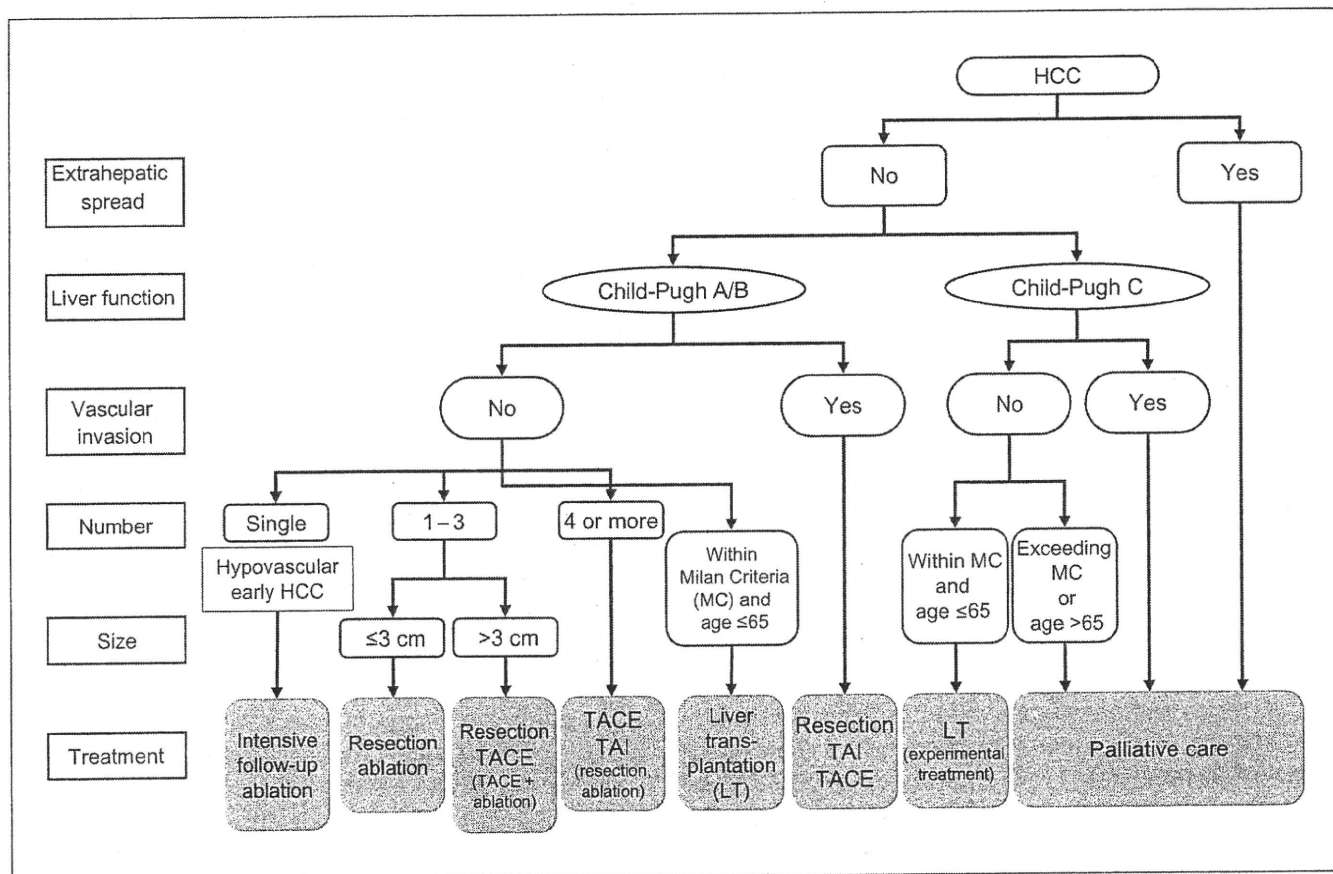 HCC
Extrahepatic
spread
No
Yes
Liver function
Child-Pugh A/B
Child-Pugh C
Vascular
invasion
No
Yes
No
Yes
Number
Single
1–3
4 or more
Hypovascular
early HCC
Within
Milan Criteria
(MC) and
age ≤65
Within MC
and
age ≤65
Exceeding
MC
or
age >65
Size
≤3 cm
>3 cm
Treatment
Intensive
follow-up
ablation
Resection
ablation
Resection
TACE
(TACE +
ablation)
TACE
TAI
(resection,
ablation)
Liver
trans-
plantation
(LT)
Resection
TAI
TACE
LT
(experimental
treatment)
Palliative care